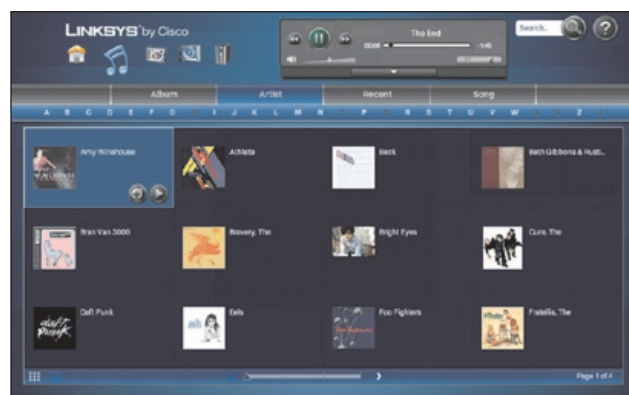 LINKSYS by Cisco
The End
Search...
?
Album
Artist
Recent
Song
A B C D E F G I J K L M N P R S T U V W Z
Amy Winehouse
Athlete
Beck
Beth Gibbons & Rusti...
Bran Van 3000
Bravery, The
Bright Eyes
Cure, The
Daft Punk
Eels
Foo Fighters
Fratellis, The
Page 1 of 4